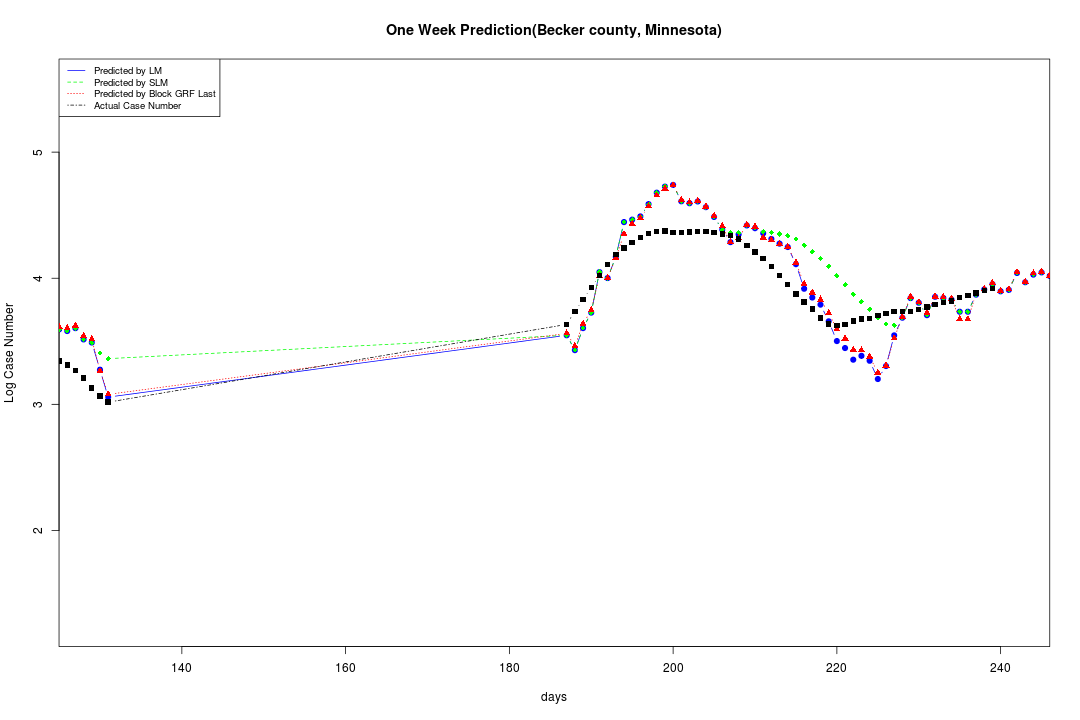 One Week Prediction(Becker county, Minnesota)
Predicted by LM
Predicted by SLM
Predicted by Block GRF Last
Actual Case Number
5
4
3
2
Log Case Number
140 160 180 200 220 240
days